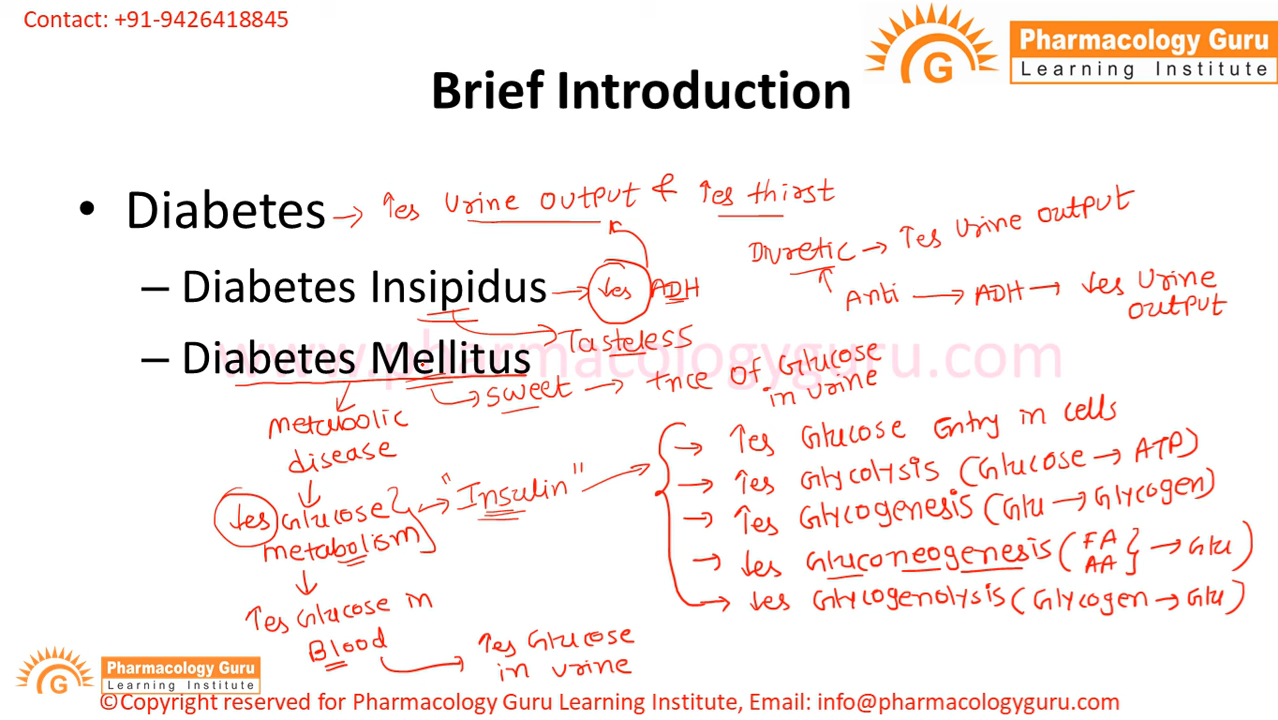 Contact: +91-9426418845
G
Pharmacology Guru
Learning Institute
Brief Introduction
• Diabetes → ↑es Urine output & ↑es thirst
Diuretic → ↑es Urine output
– Diabetes Insipidus → ↓es ADH
Anti → ADH → ↓es Urine
output
Tasteless
www.pharmacologyguru.com
– Diabetes Mellitus
sweet → +nce of Glucose
in urine
metabolic
disease
↓es Glucose
metabolism
→ "Insulin" →
→ ↑es Glucose Entry in cells
→ ↑es Glycolysis (Glucose → ATP)
→ ↑es Glycogenesis (Glu → Glycogen)
→ ↓es Gluconeogenesis (FA
AA } → Glu)
→ ↓es Glycogenolysis (Glycogen → Glu)
↑es Glucose in
Blood
↑es Glucose
in urine
G
Pharmacology Guru
Learning Institute
©Copyright reserved for Pharmacology Guru Learning Institute, Email: info@pharmacologyguru.com